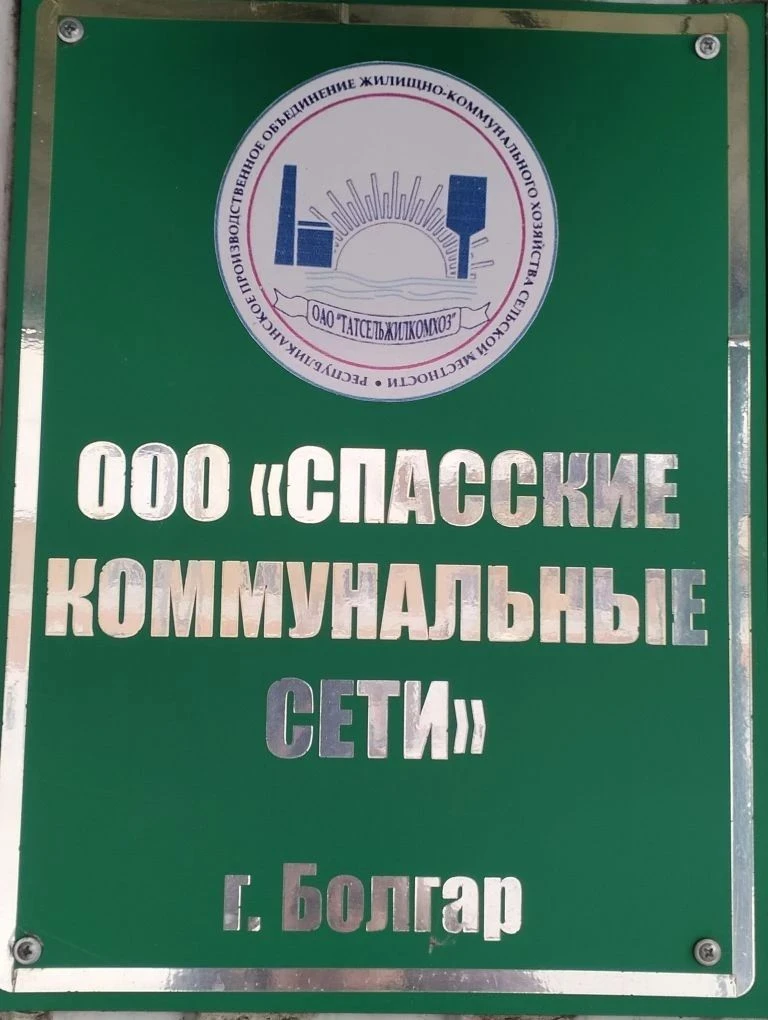 РЕСПУБЛИКАНСКОЕ ПРОИЗВОДСТВЕННОЕ ОБЪЕДИНЕНИЕ ЖИЛИЩНО-КОММУНАЛЬНОГО ХОЗЯЙСТВА СЕЛЬСКОЙ МЕСТНОСТИ •
ОАО "ТАТСЕЛЬЖИЛКОМХОЗ"
ООО «СПАССКИЕ
КОММУНАЛЬНЫЕ
СЕТИ»
г. Болгар